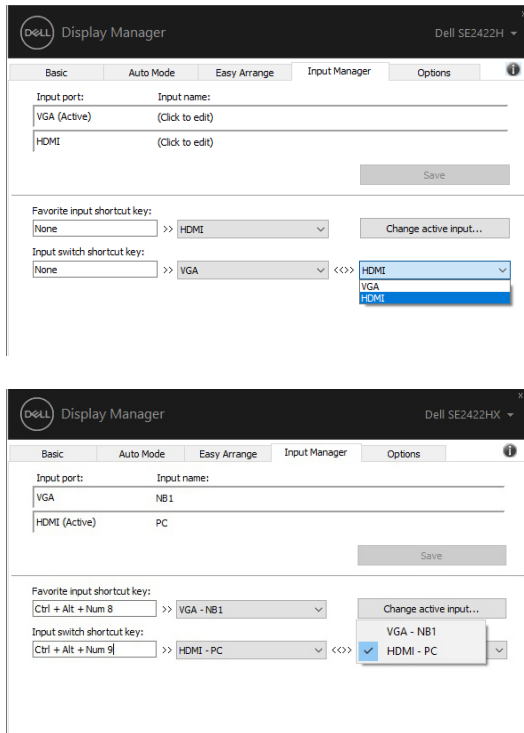 DELL Display Manager Dell SE2422H
Basic Auto Mode Easy Arrange Input Manager Options
Input port: Input name:
VGA (Active) (Click to edit)
HDMI (Click to edit)
Save
Favorite input shortcut key:
None >> HDMI Change active input...
Input switch shortcut key:
None >> VGA <<>> HDMI
VGA
HDMI
x
DELL Display Manager Dell SE2422HX
Basic Auto Mode Easy Arrange Input Manager Options
Input port: Input name:
VGA NB1
HDMI (Active) PC
Save
Favorite input shortcut key:
Ctrl + Alt + Num 8 >> VGA - NB1 Change active input...
VGA - NB1
Input switch shortcut key:
Ctrl + Alt + Num 9 >> HDMI - PC <<>> HDMI - PC